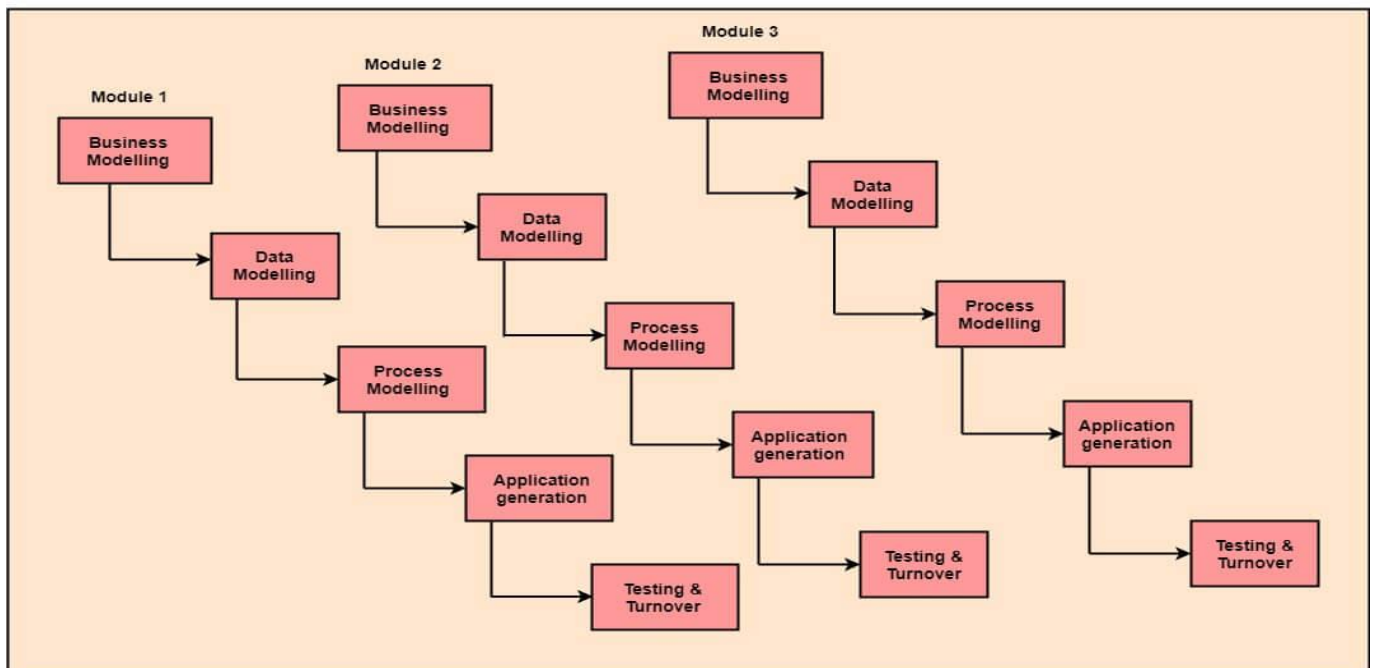 Module 1
Business
Modelling
Data
Modelling
Process
Modelling
Application
generation
Testing &
Turnover
Module 2
Business
Modelling
Data
Modelling
Process
Modelling
Application
generation
Testing &
Turnover
Module 3
Business
Modelling
Data
Modelling
Process
Modelling
Application
generation
Testing &
Turnover